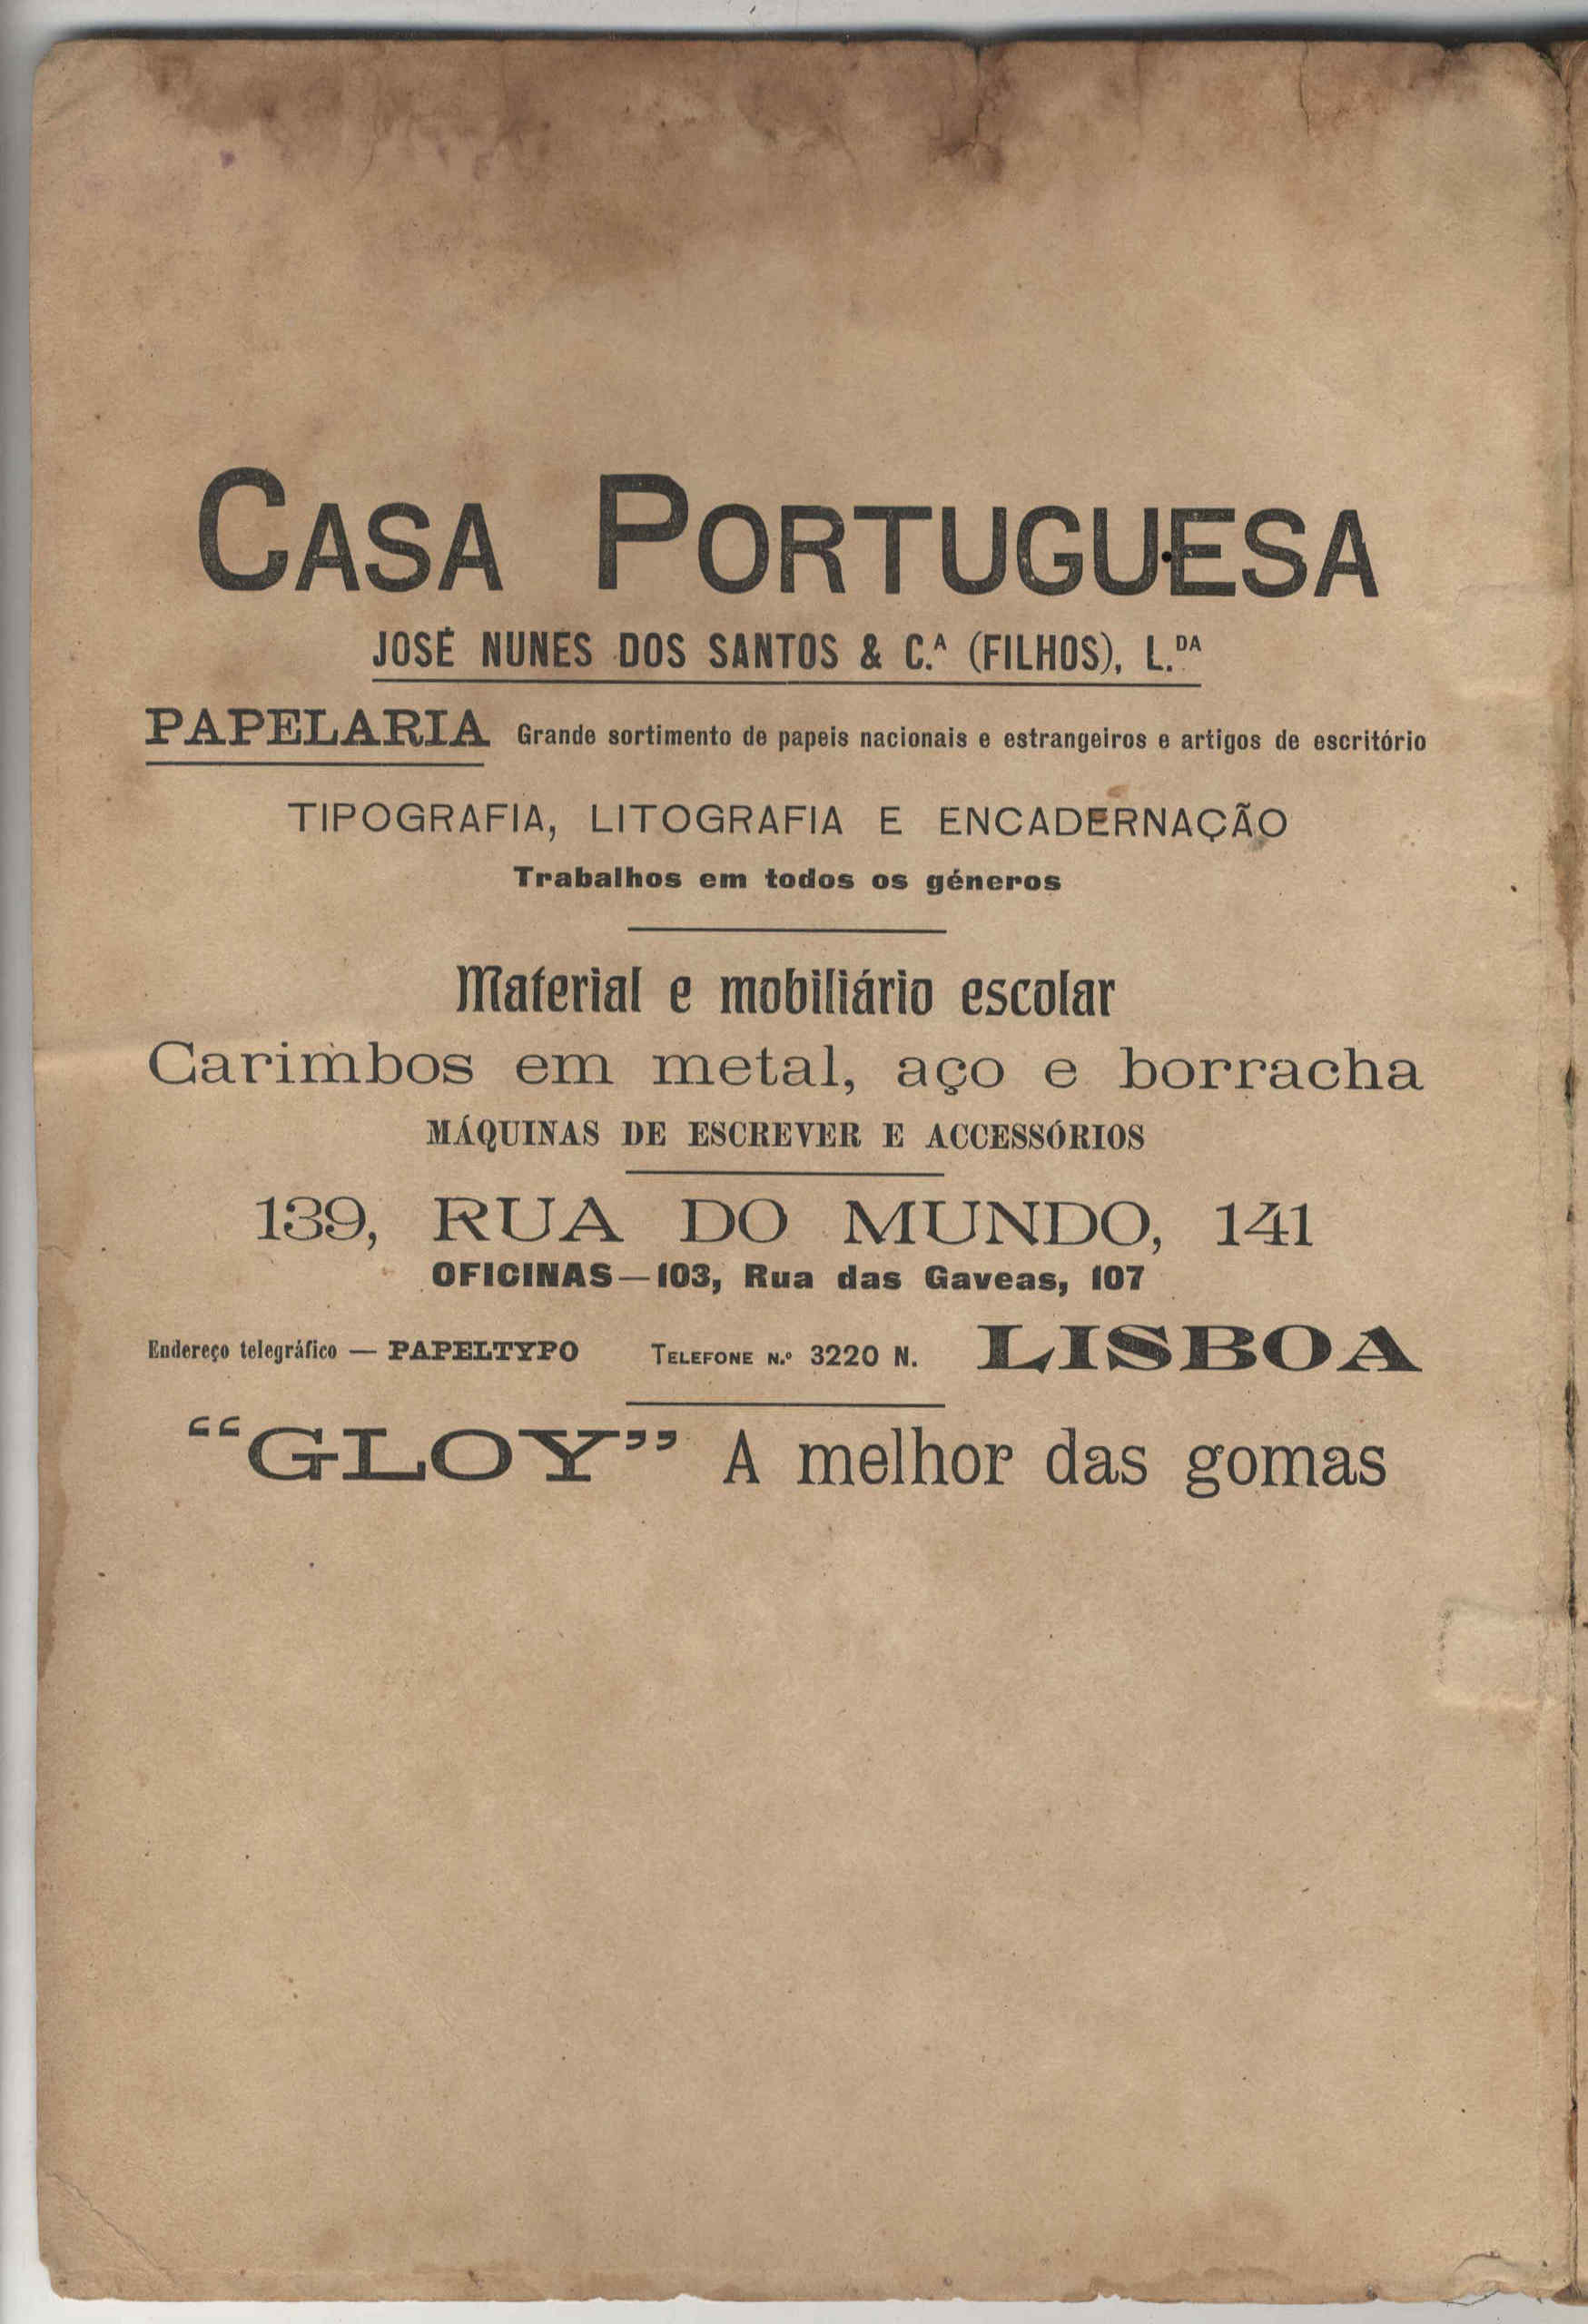 CASA PORTUGUESA
JOSÉ NUNES DOS SANTOS & C.ᴬ (FILHOS), L.ᴰᴬ
PAPELARIA Grande sortimento de papeis nacionais e estrangeiros e artigos de escritório
TIPOGRAFIA, LITOGRAFIA E ENCADERNAÇÃO
Trabalhos em todos os géneros
Material e mobiliário escolar
Carimbos em metal, aço e borracha
MÁQUINAS DE ESCREVER E ACCESSÓRIOS
139, RUA DO MUNDO, 141
OFICINAS—103, Rua das Gaveas, 107
Endereço telegráfico — PAPELTYPO TELEFONE N.º 3220 N. LISBOA
“GLOY” A melhor das gomas